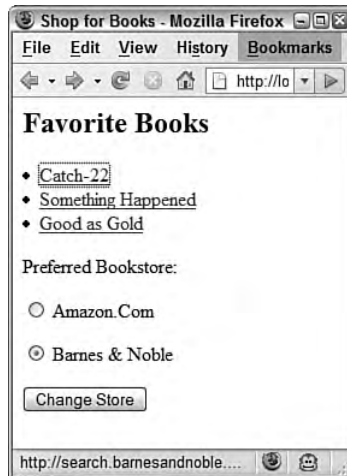 Shop for Books - Mozilla Firefox
File Edit View History Bookmarks
http://lo
Favorite Books
Catch-22
Something Happened
Good as Gold
Preferred Bookstore:
Amazon.Com
Barnes & Noble
Change Store
http://search.barnesandnoble....